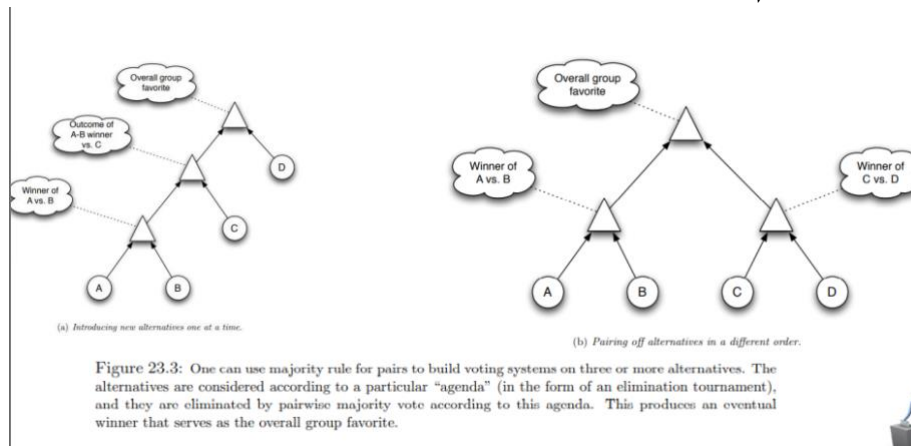 Overall group
favorite
Outcome of
A-B winner
vs. C
D
Winner of
A vs. B
C
A
B
(a) Introducing new alternatives one at a time.
Overall group
favorite
Winner of
A vs. B
Winner of
C vs. D
A
B
C
D
(b) Pairing off alternatives in a different order.
Figure 23.3: One can use majority rule for pairs to build voting systems on three or more alternatives. The
alternatives are considered according to a particular “agenda” (in the form of an elimination tournament),
and they are eliminated by pairwise majority vote according to this agenda. This produces an eventual
winner that serves as the overall group favorite.